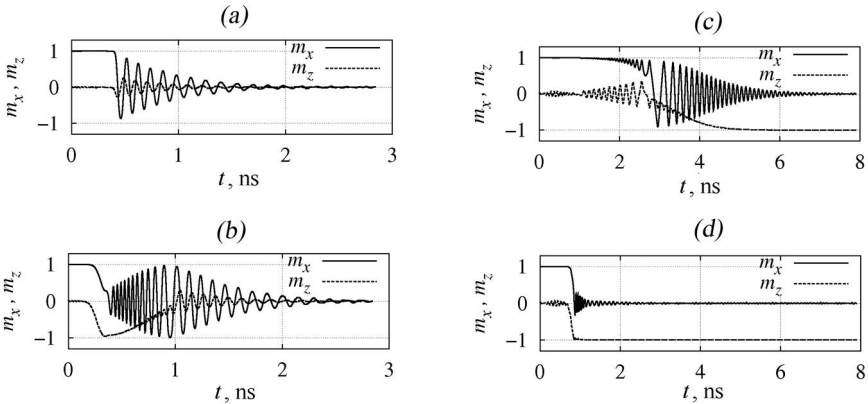 (a)
m_x, m_z
1
0
−1
m_x
m_z
0 1 2 3
t, ns
(b)
m_x, m_z
1
0
−1
m_x
m_z
0 1 2 3
t, ns
(c)
m_x, m_z
1
0
−1
m_x
m_z
0 2 4 6 8
t, ns
(d)
m_x, m_z
1
0
−1
m_x
m_z
0 2 4 6 8
t, ns